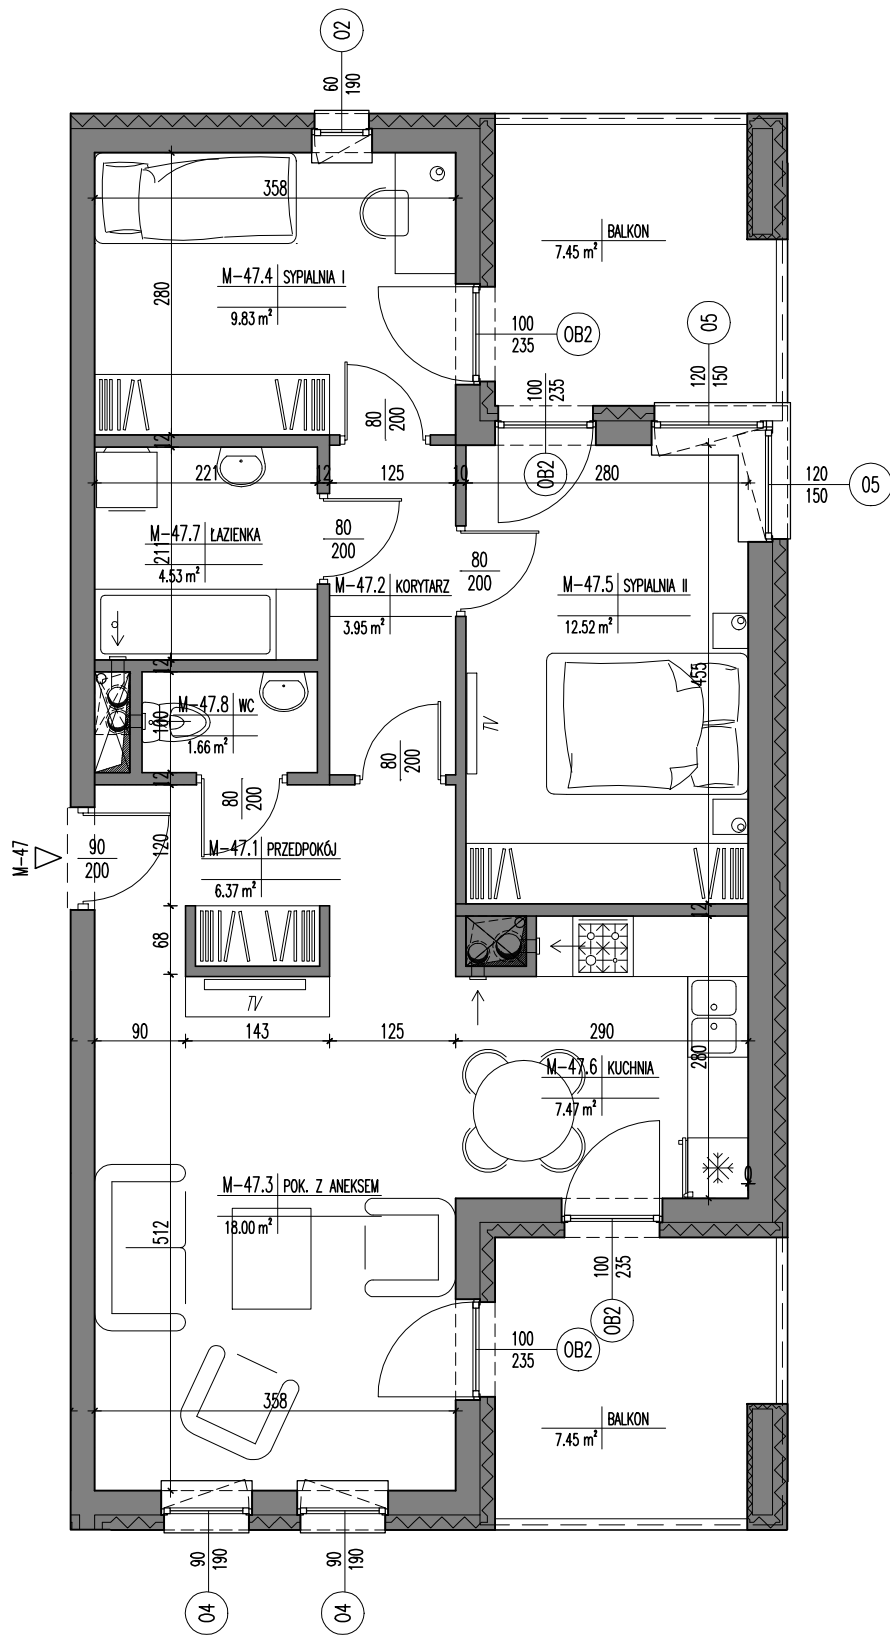 02
60
190
358
BALKON
7.45 m²
M-47.4 SYPIALNIA I
9.83 m²
280
100
235
OB2
05
120
150
100
235
OB2
80
200
12
221
12
125
10
280
120
150
05
80
200
M-47.7 ŁAZIENKA
4.53 m²
211
80
200
M-47.2 KORYTARZ
3.95 m²
M-47.5 SYPIALNIA II
12.52 m²
12
455
M-47.8 WC
1.66 m²
100
TV
80
200
12
80
200
M-47
90
200
120
M-47.1 PRZEDPOKÓJ
6.37 m²
12
68
TV
90
143
125
290
280
M-47.6 KUCHNIA
7.47 m²
M-47.3 POK. Z ANEKSEM
18.00 m²
0
512
100
235
OB2
100
235
OB2
358
BALKON
7.45 m²
90
190
90
190
04
04